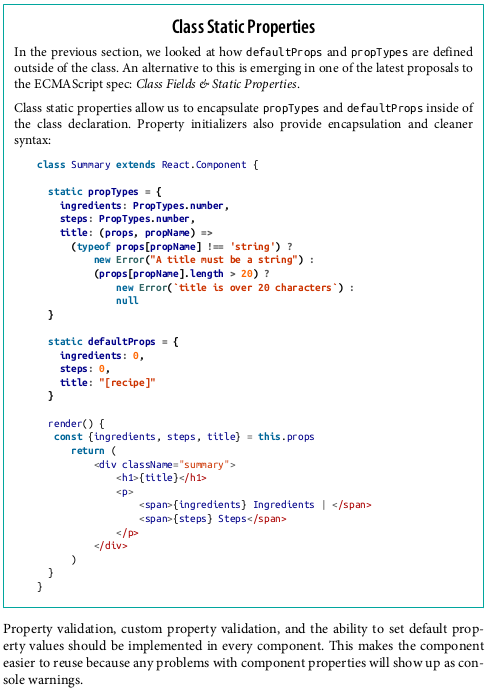 Class Static Properties
In the previous section, we looked at how defaultProps and propTypes are defined
outside of the class. An alternative to this is emerging in one of the latest proposals to
the ECMAScript spec: Class Fields & Static Properties.
Class static properties allow us to encapsulate propTypes and defaultProps inside of
the class declaration. Property initializers also provide encapsulation and cleaner
syntax:
class Summary extends React.Component {
static propTypes = {
ingredients: PropTypes.number,
steps: PropTypes.number,
title: (props, propName) =>
(typeof props[propName] !== 'string') ?
new Error("A title must be a string") :
(props[propName].length > 20) ?
new Error(`title is over 20 characters`) :
null
}
static defaultProps = {
ingredients: 0,
steps: 0,
title: "[recipe]"
}
render() {
const {ingredients, steps, title} = this.props
return (
<div className="summary">
<h1>{title}</h1>
<p>
<span>{ingredients} Ingredients | </span>
<span>{steps} Steps</span>
</p>
</div>
)
}
}
Property validation, custom property validation, and the ability to set default prop‐
erty values should be implemented in every component. This makes the component
easier to reuse because any problems with component properties will show up as con‐
sole warnings.